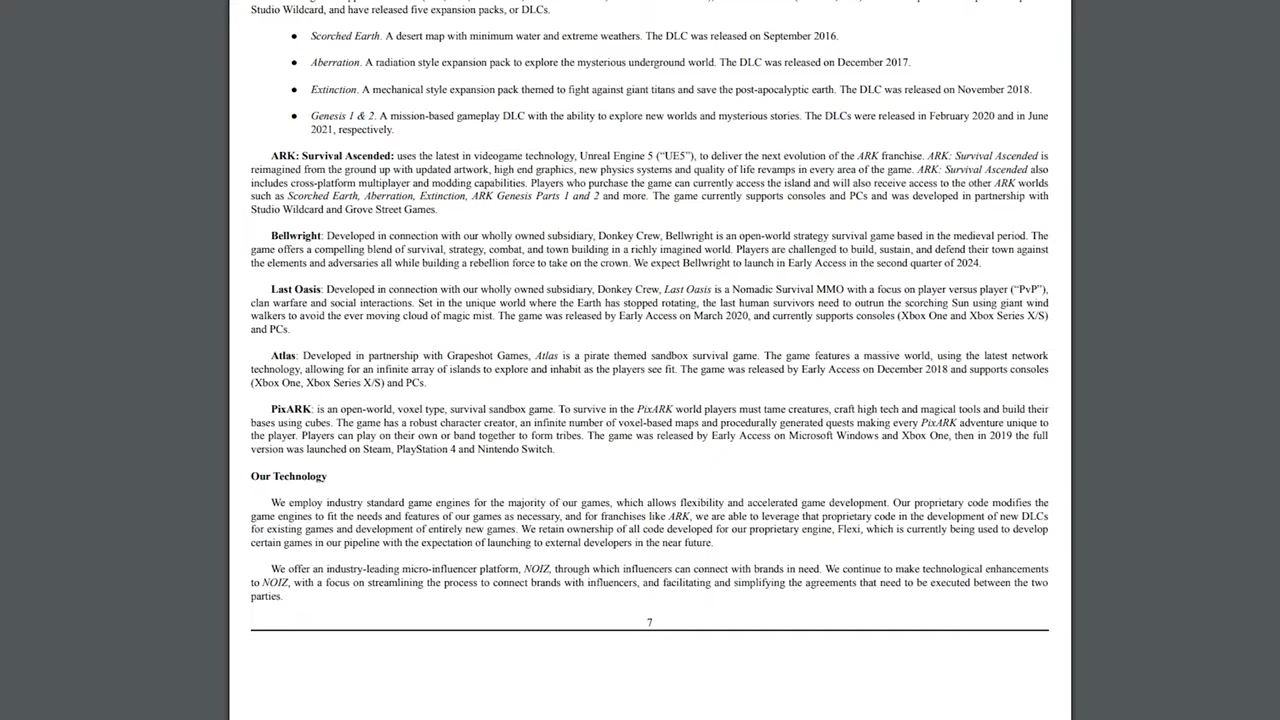 Studio Wildcard, and have released five expansion packs, or DLCs.
● Scorched Earth. A desert map with minimum water and extreme weathers. The DLC was released on September 2016.
● Aberration. A radiation style expansion pack to explore the mysterious underground world. The DLC was released on December 2017.
● Extinction. A mechanical style expansion pack themed to fight against giant titans and save the post-apocalyptic earth. The DLC was released on November 2018.
● Genesis 1 & 2. A mission-based gameplay DLC with the ability to explore new worlds and mysterious stories. The DLCs were released in February 2020 and in June
2021, respectively.
ARK: Survival Ascended: uses the latest in videogame technology, Unreal Engine 5 (“UE5”), to deliver the next evolution of the ARK franchise. ARK: Survival Ascended is
reimagined from the ground up with updated artwork, high end graphics, new physics systems and quality of life revamps in every area of the game. ARK: Survival Ascended also
includes cross-platform multiplayer and modding capabilities. Players who purchase the game can currently access the island and will also receive access to the other ARK worlds
such as Scorched Earth, Aberration, Extinction, ARK Genesis Parts 1 and 2 and more. The game currently supports consoles and PCs and was developed in partnership with
Studio Wildcard and Grove Street Games.
Bellwright: Developed in connection with our wholly owned subsidiary, Donkey Crew, Bellwright is an open-world strategy survival game based in the medieval period. The
game offers a compelling blend of survival, strategy, combat, and town building in a richly imagined world. Players are challenged to build, sustain, and defend their town against
the elements and adversaries all while building a rebellion force to take on the crown. We expect Bellwright to launch in Early Access in the second quarter of 2024.
Last Oasis: Developed in connection with our wholly owned subsidiary, Donkey Crew, Last Oasis is a Nomadic Survival MMO with a focus on player versus player (“PvP”),
clan warfare and social interactions. Set in the unique world where the Earth has stopped rotating, the last human survivors need to outrun the scorching Sun using giant wind
walkers to avoid the ever moving cloud of magic mist. The game was released by Early Access on March 2020, and currently supports consoles (Xbox One and Xbox Series X/S)
and PCs.
Atlas: Developed in partnership with Grapeshot Games, Atlas is a pirate themed sandbox survival game. The game features a massive world, using the latest network
technology, allowing for an infinite array of islands to explore and inhabit as the players see fit. The game was released by Early Access on December 2018 and supports consoles
(Xbox One, Xbox Series X/S) and PCs.
PixARK: is an open-world, voxel type, survival sandbox game. To survive in the PixARK world players must tame creatures, craft high tech and magical tools and build their
bases using cubes. The game has a robust character creator, an infinite number of voxel-based maps and procedurally generated quests making every PixARK adventure unique to
the player. Players can play on their own or band together to form tribes. The game was released by Early Access on Microsoft Windows and Xbox One, then in 2019 the full
version was launched on Steam, PlayStation 4 and Nintendo Switch.
Our Technology
We employ industry standard game engines for the majority of our games, which allows flexibility and accelerated game development. Our proprietary code modifies the
game engines to fit the needs and features of our games as necessary, and for franchises like ARK, we are able to leverage that proprietary code in the development of new DLCs
for existing games and development of entirely new games. We retain ownership of all code developed for our proprietary engine, Flexi, which is currently being used to develop
certain games in our pipeline with the expectation of launching to external developers in the near future.
We offer an industry-leading micro-influencer platform, NOIZ, through which influencers can connect with brands in need. We continue to make technological enhancements
to NOIZ, with a focus on streamlining the process to connect brands with influencers, and facilitating and simplifying the agreements that need to be executed between the two
parties.
7